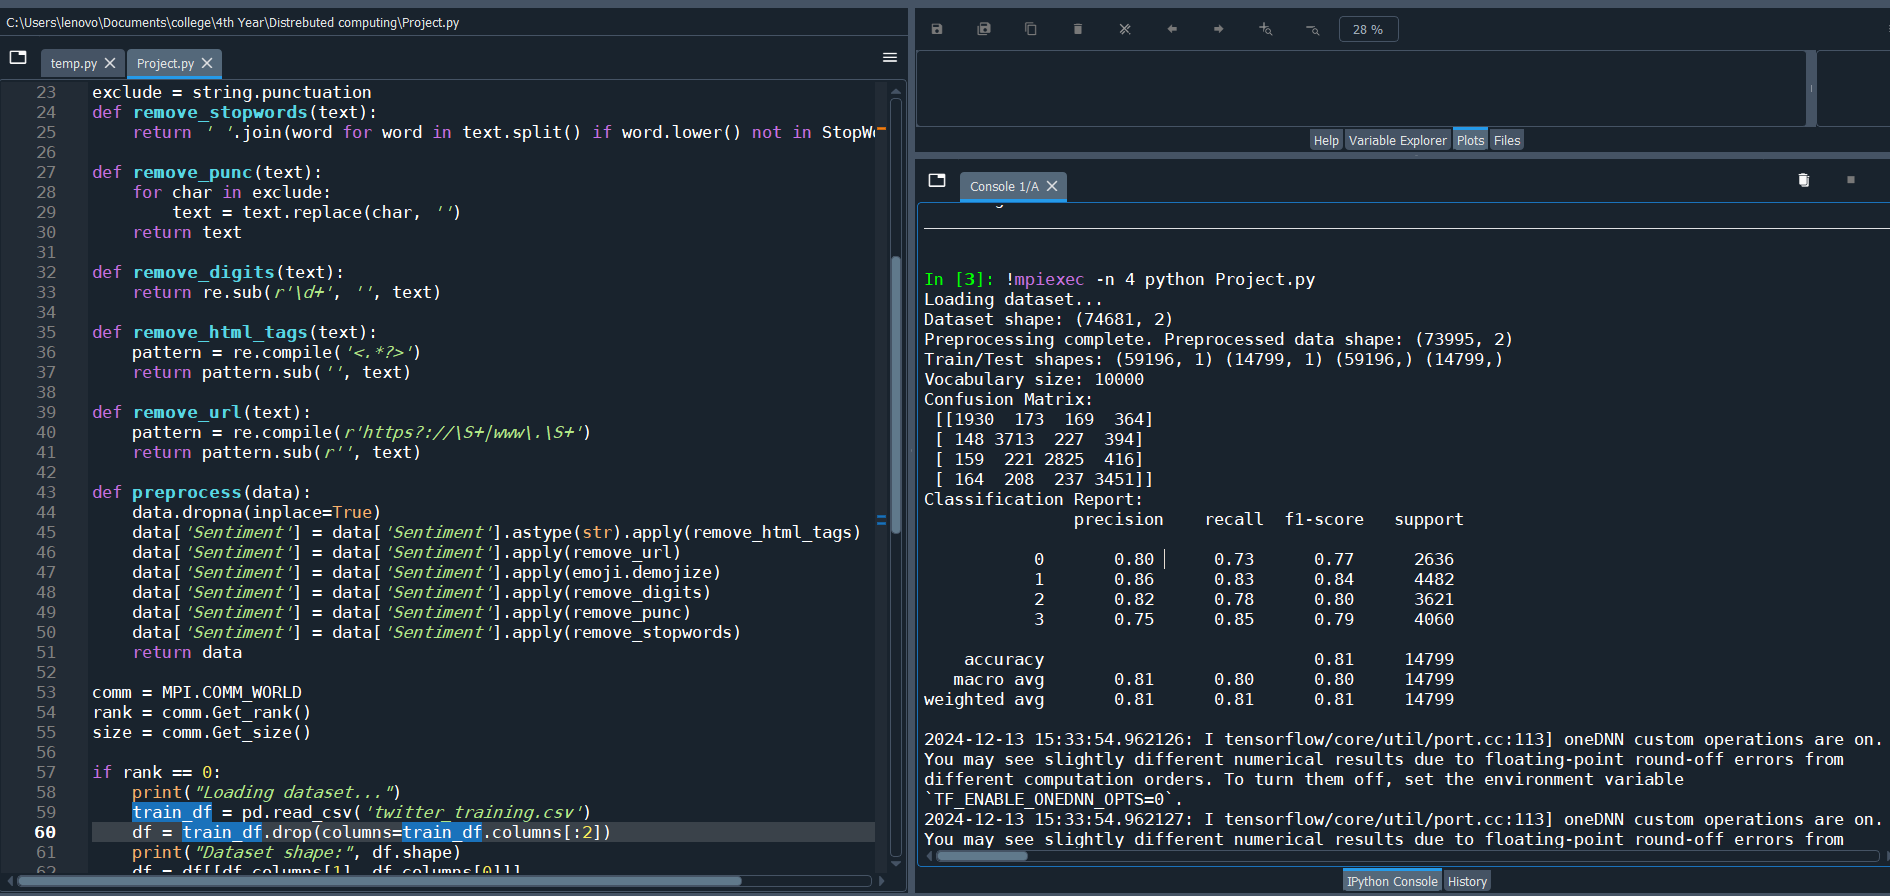 C:\Users\lenovo\Documents\college\4th Year\Distrebuted computing\Project.py
temp.py
Project.py
23 exclude = string.punctuation
24 def remove_stopwords(text):
25     return ' '.join(word for word in text.split() if word.lower() not in StopW
26
27 def remove_punc(text):
28     for char in exclude:
29         text = text.replace(char, '')
30     return text
31
32 def remove_digits(text):
33     return re.sub(r'\d+', '', text)
34
35 def remove_html_tags(text):
36     pattern = re.compile('<.*?>')
37     return pattern.sub('', text)
38
39 def remove_url(text):
40     pattern = re.compile(r'https?://\S+|www\.\S+')
41     return pattern.sub(r'', text)
42
43 def preprocess(data):
44     data.dropna(inplace=True)
45     data['Sentiment'] = data['Sentiment'].astype(str).apply(remove_html_tags)
46     data['Sentiment'] = data['Sentiment'].apply(remove_url)
47     data['Sentiment'] = data['Sentiment'].apply(emoji.demojize)
48     data['Sentiment'] = data['Sentiment'].apply(remove_digits)
49     data['Sentiment'] = data['Sentiment'].apply(remove_punc)
50     data['Sentiment'] = data['Sentiment'].apply(remove_stopwords)
51     return data
52
53 comm = MPI.COMM_WORLD
54 rank = comm.Get_rank()
55 size = comm.Get_size()
56
57 if rank == 0:
58     print("Loading dataset...")
59     train_df = pd.read_csv('twitter_training.csv')
60     df = train_df.drop(columns=train_df.columns[:2])
61     print("Dataset shape:", df.shape)
62     df = df[[df.columns[1], df.columns[0]]]
28 %
Help
Variable Explorer
Plots
Files
Console 1/A
In [3]: !mpiexec -n 4 python Project.py
Loading dataset...
Dataset shape: (74681, 2)
Preprocessing complete. Preprocessed data shape: (73995, 2)
Train/Test shapes: (59196, 1) (14799, 1) (59196,) (14799,)
Vocabulary size: 10000
Confusion Matrix:
[[1930  173  169  364]
[ 148 3713  227  394]
[ 159  221 2825  416]
[ 164  208  237 3451]]
Classification Report:
precision recall f1-score support
0 0.80 0.73 0.77 2636
1 0.86 0.83 0.84 4482
2 0.82 0.78 0.80 3621
3 0.75 0.85 0.79 4060
accuracy 0.81 14799
macro avg 0.81 0.80 0.80 14799
weighted avg 0.81 0.81 0.81 14799
2024-12-13 15:33:54.962126: I tensorflow/core/util/port.cc:113] oneDNN custom operations are on.
You may see slightly different numerical results due to floating-point round-off errors from
different computation orders. To turn them off, set the environment variable
`TF_ENABLE_ONEDNN_OPTS=0`.
2024-12-13 15:33:54.962127: I tensorflow/core/util/port.cc:113] oneDNN custom operations are on.
You may see slightly different numerical results due to floating-point round-off errors from
IPython Console
History